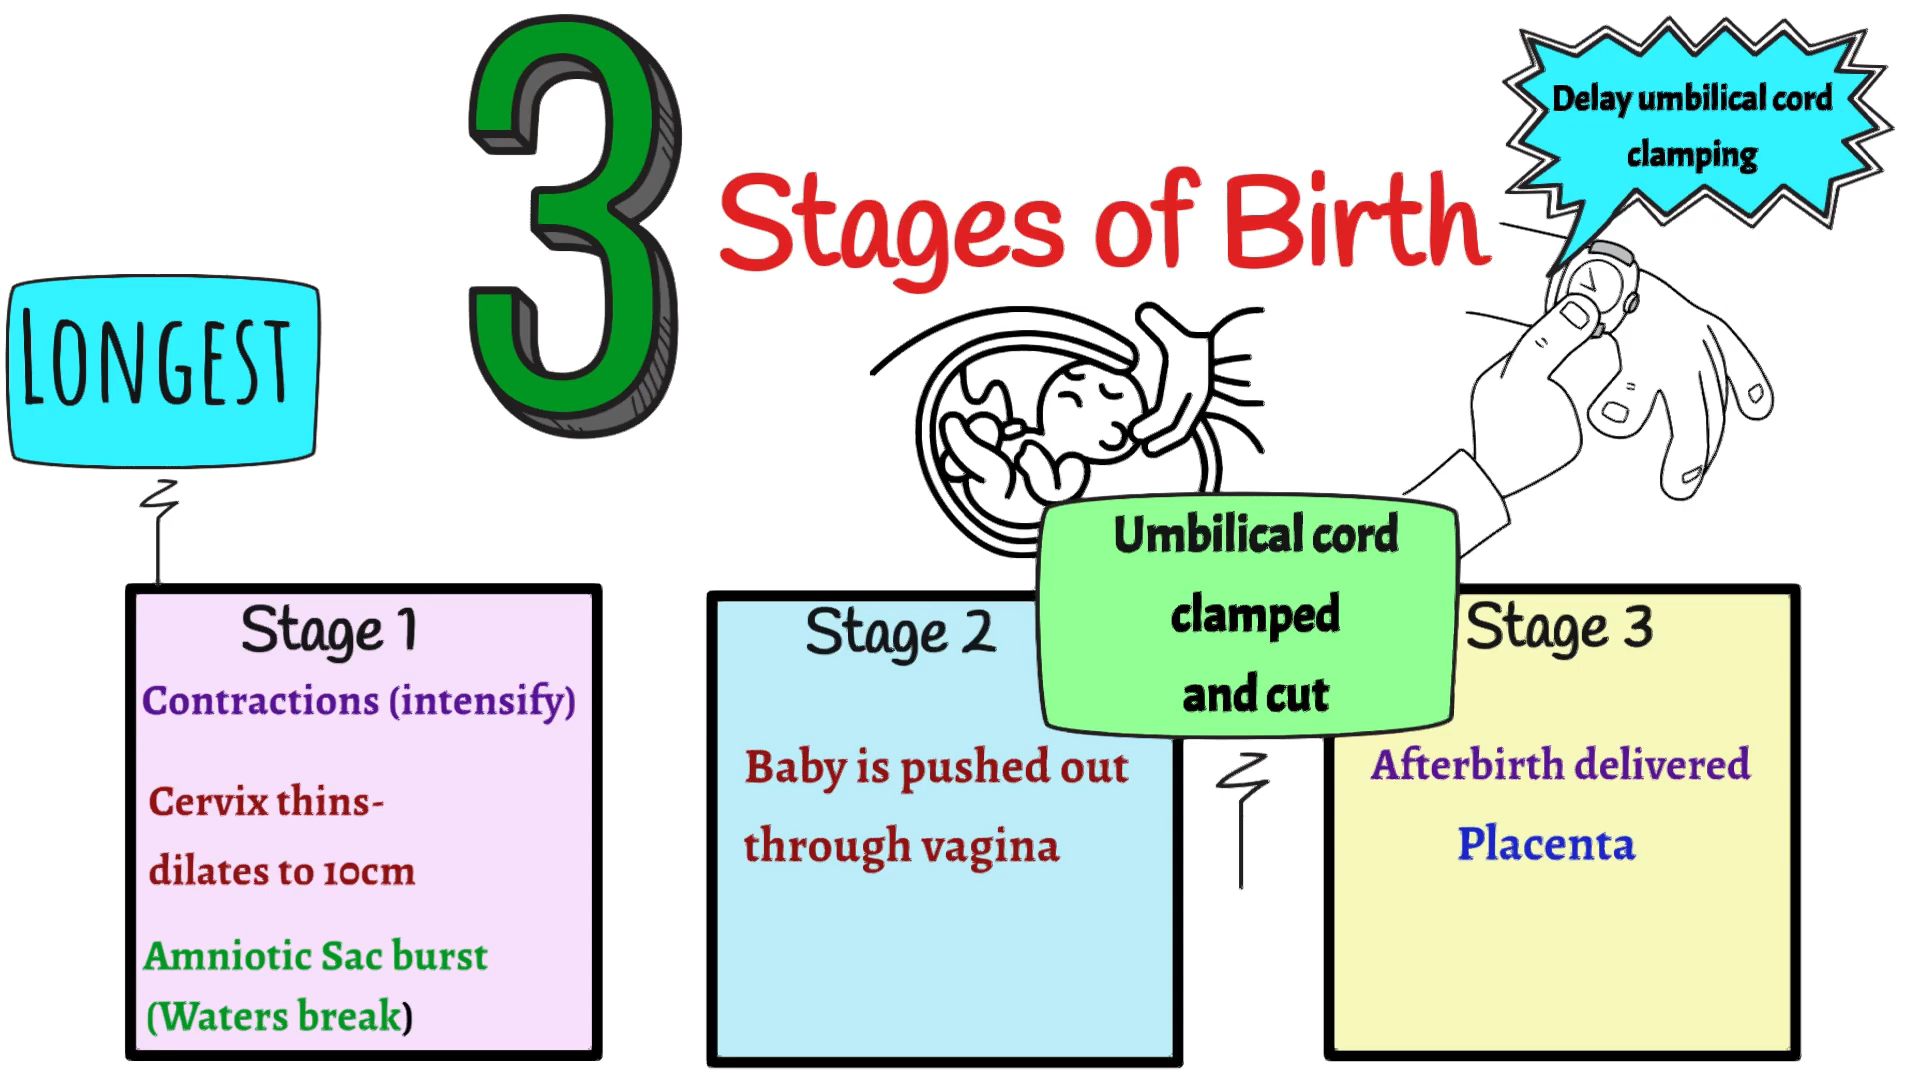 3
Stages of Birth
Delay umbilical cord
clamping
LONGEST
Umbilical cord
clamped
and cut
Stage 1
Contractions (intensify)
Cervix thins-
dilates to 10cm
Amniotic Sac burst
(Waters break)
Stage 2
Baby is pushed out
through vagina
Stage 3
Afterbirth delivered
Placenta